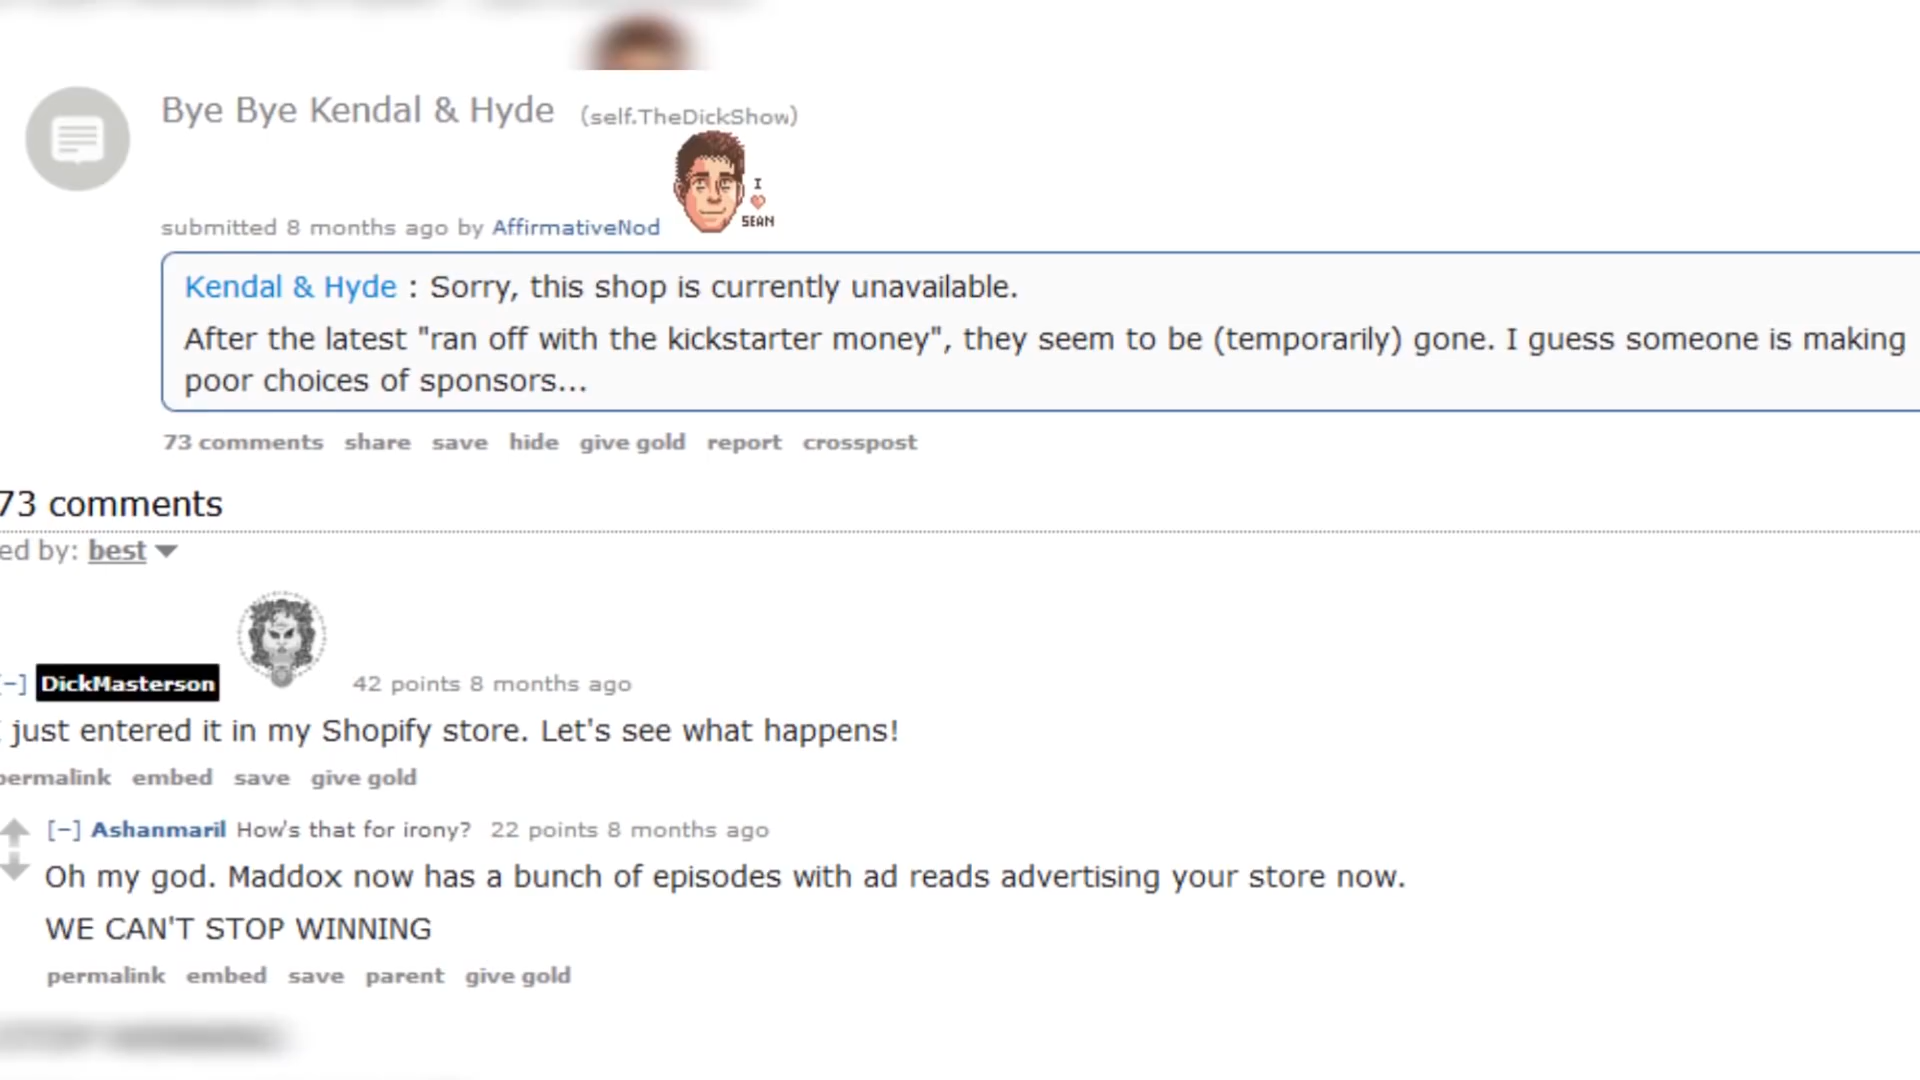 Bye Bye Kendal & Hyde (self.TheDickShow)
I
SEAN
submitted 8 months ago by AffirmativeNod
Kendal & Hyde : Sorry, this shop is currently unavailable.
After the latest "ran off with the kickstarter money", they seem to be (temporarily) gone. I guess someone is making
poor choices of sponsors...
73 comments share save hide give gold report crosspost
73 comments
ed by: best
[–] DickMasterson 42 points 8 months ago
I just entered it in my Shopify store. Let's see what happens!
permalink embed save give gold
[–] Ashanmaril How's that for irony? 22 points 8 months ago
Oh my god. Maddox now has a bunch of episodes with ad reads advertising your store now.
WE CAN'T STOP WINNING
permalink embed save parent give gold